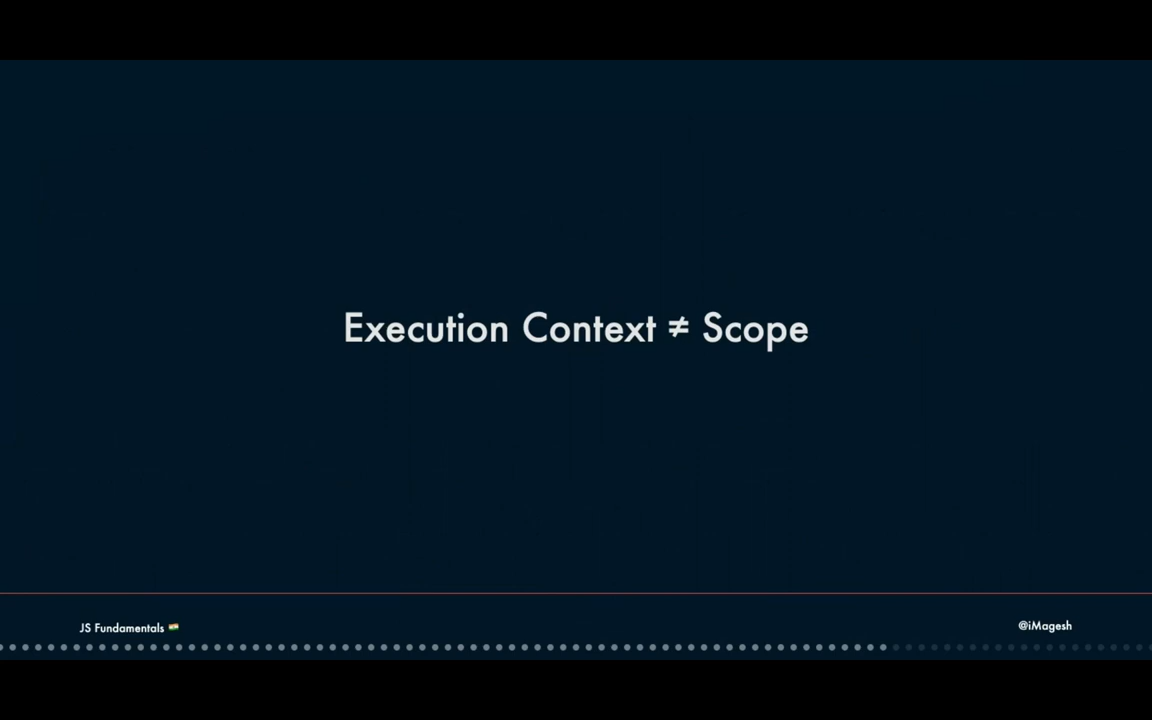 Execution Context ≠ Scope
JS Fundamentals 🇮🇳
@iMagesh